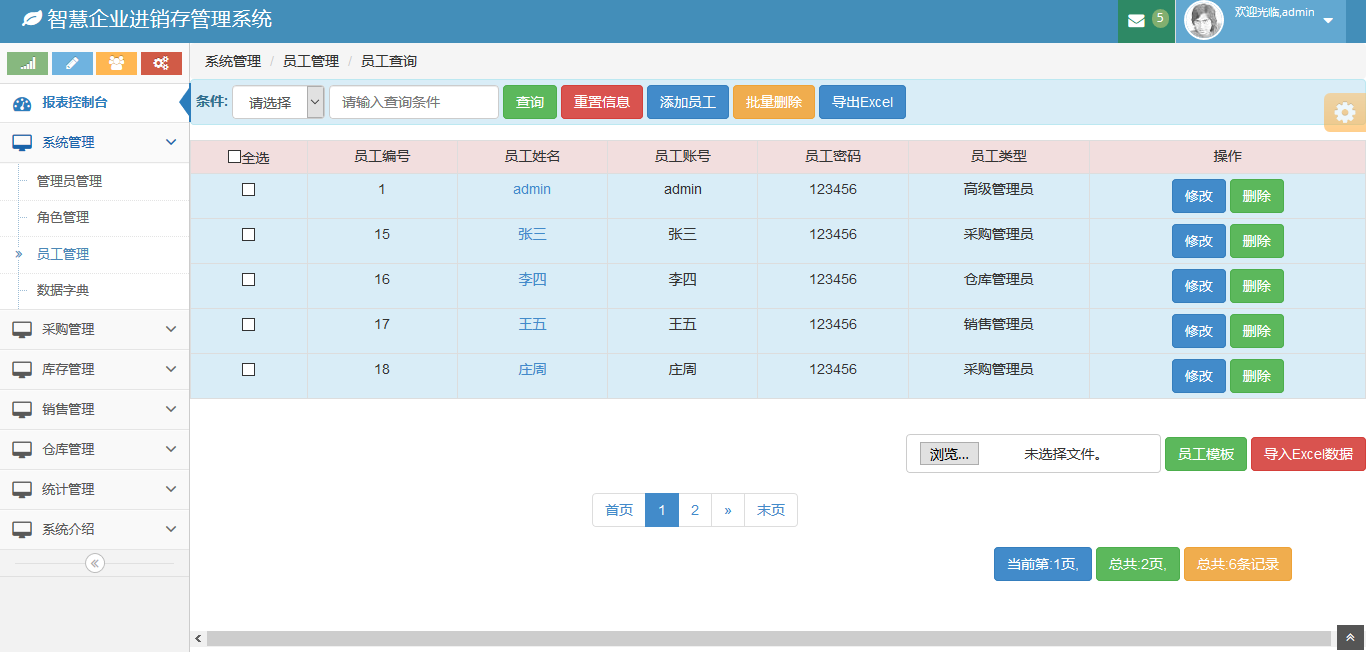 智慧企业进销存管理系统
5
欢迎光临,admin
系统管理 / 员工管理 / 员工查询
报表控制台
系统管理
管理员管理
角色管理
» 员工管理
数据字典
采购管理
库存管理
销售管理
仓库管理
统计管理
系统介绍
«
条件: 请选择 请输入查询条件 查询 重置信息 添加员工 批量删除 导出Excel
全选 员工编号 员工姓名 员工账号 员工密码 员工类型 操作
1 admin admin 123456 高级管理员 修改 删除
15 张三 张三 123456 采购管理员 修改 删除
16 李四 李四 123456 仓库管理员 修改 删除
17 王五 王五 123456 销售管理员 修改 删除
18 庄周 庄周 123456 采购管理员 修改 删除
浏览... 未选择文件。 员工模板 导入Excel数据
首页 1 2 » 末页
当前第:1页, 总共:2页, 总共:6条记录